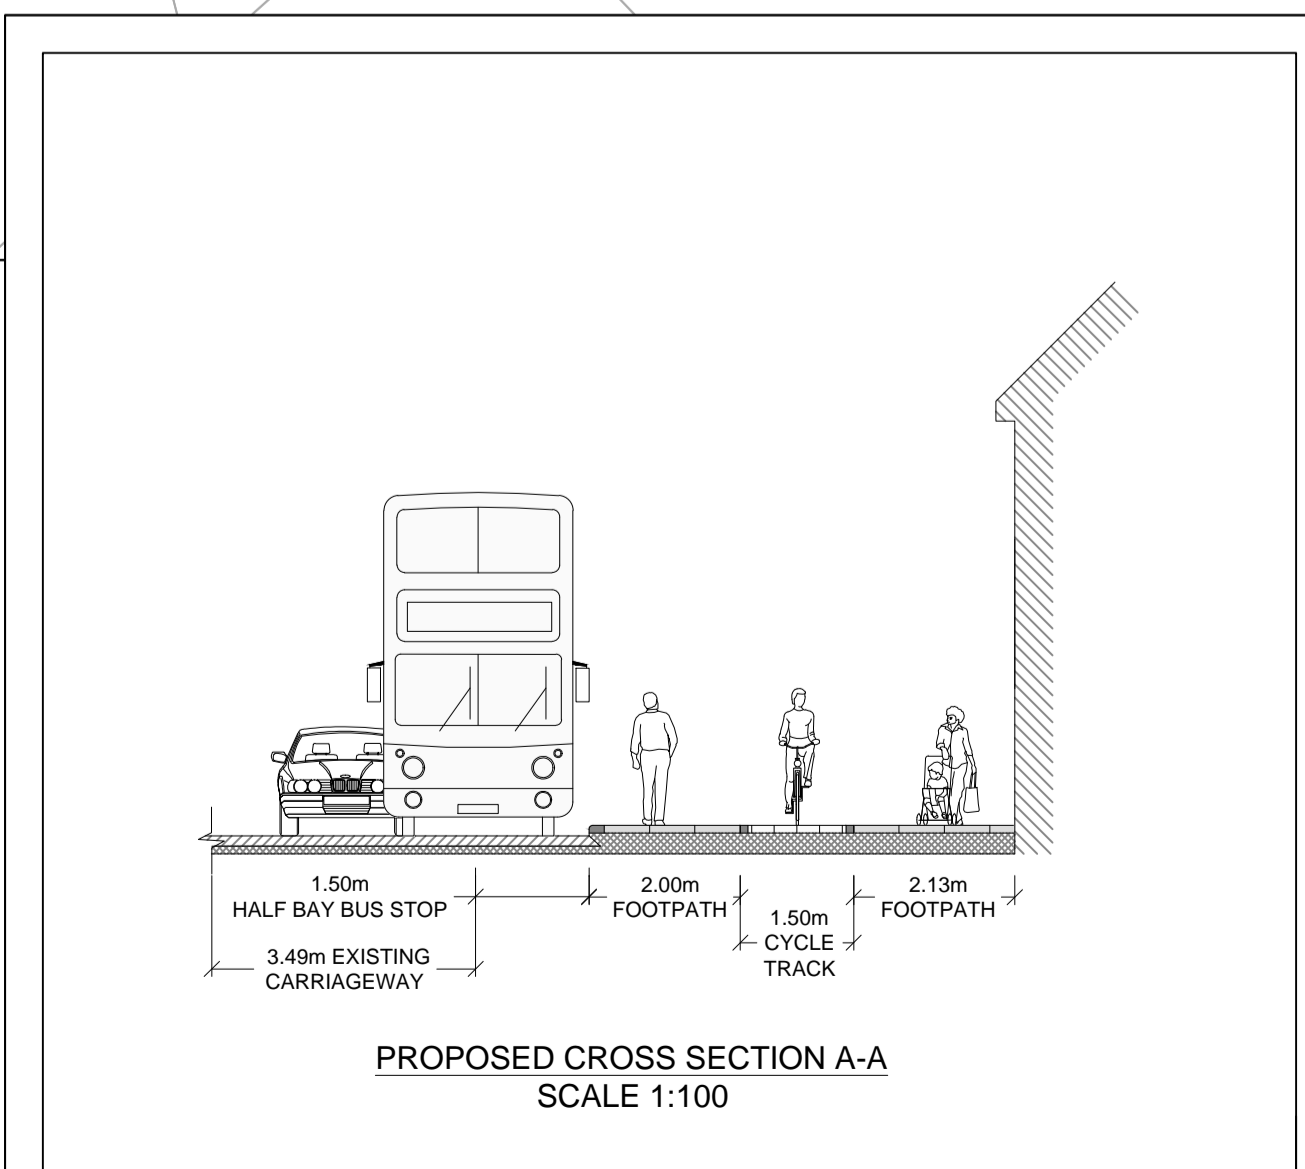 1.50m
HALF BAY BUS STOP
2.00m
FOOTPATH
2.13m
FOOTPATH
1.50m
CYCLE
TRACK
3.49m EXISTING
CARRIAGEWAY
PROPOSED CROSS SECTION A-A
SCALE 1:100